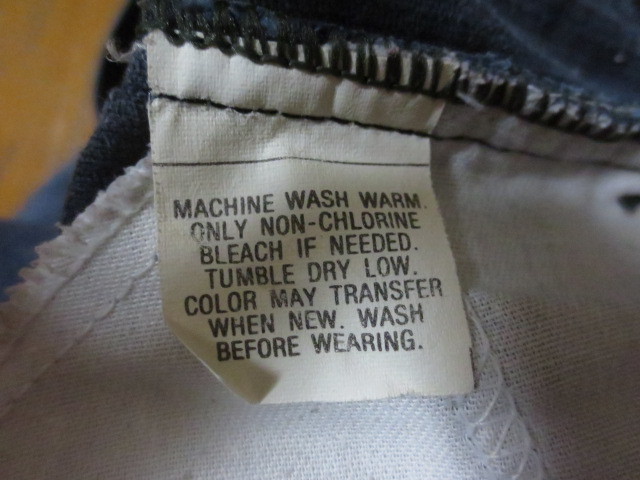 MACHINE WASH WARM.
ONLY NON-CHLORINE
BLEACH IF NEEDED.
TUMBLE DRY LOW.
COLOR MAY TRANSFER
WHEN NEW. WASH
BEFORE WEARING.